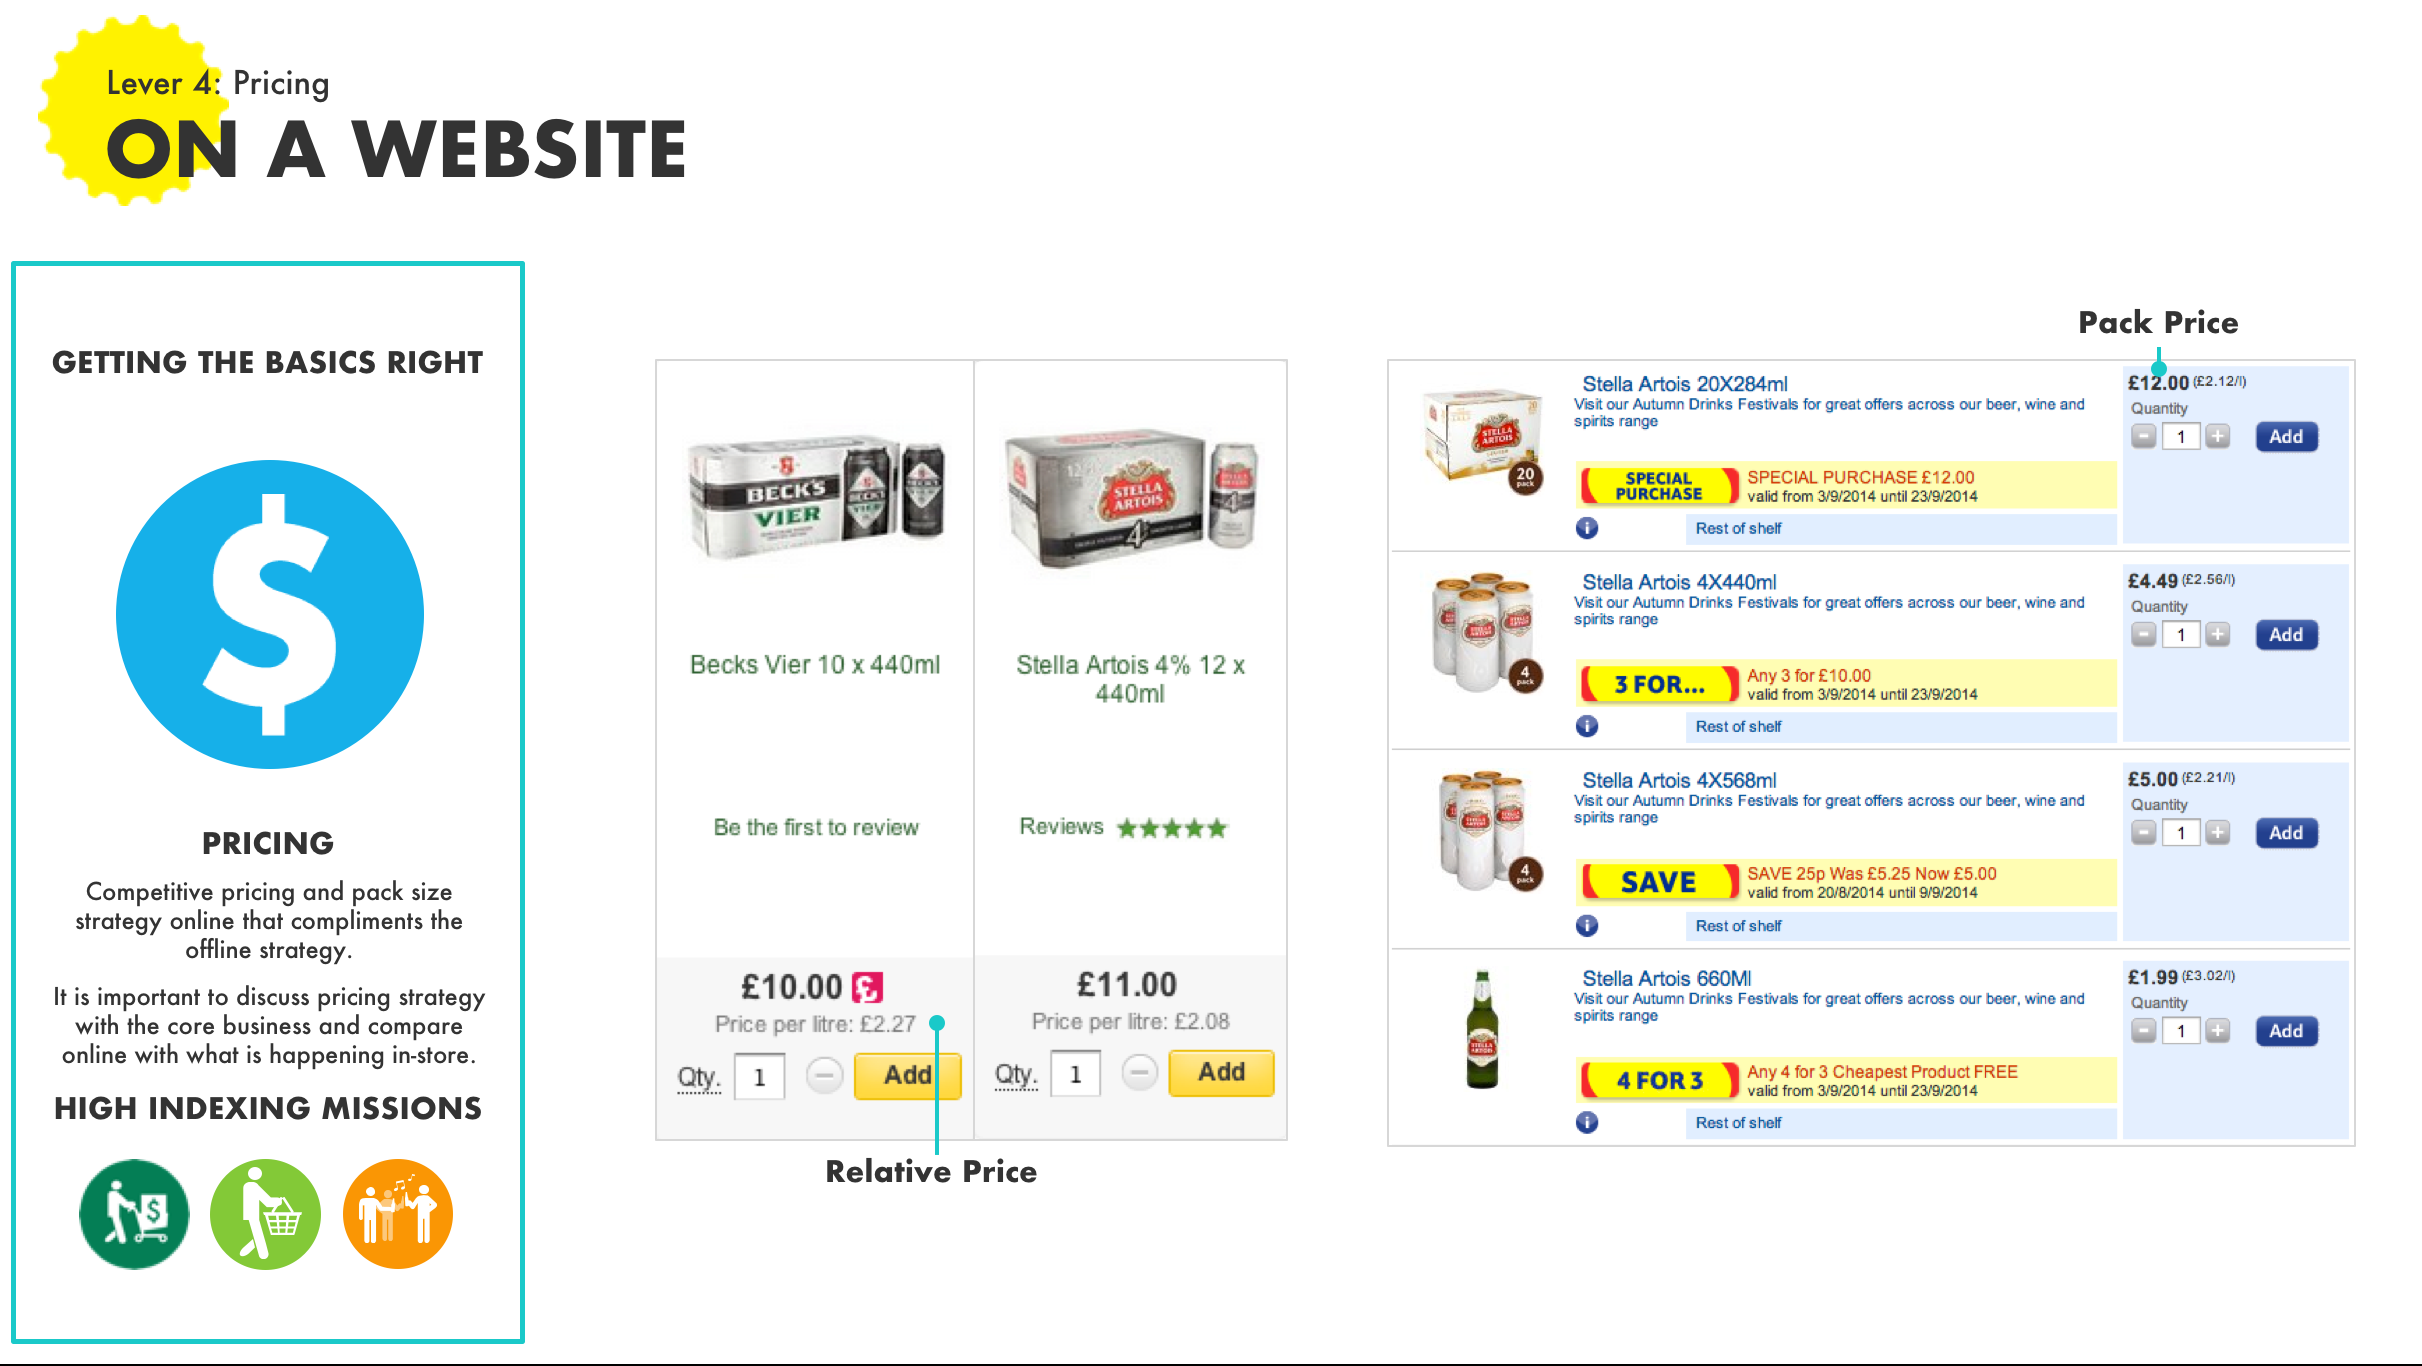 Lever 4: Pricing
ON A WEBSITE
GETTING THE BASICS RIGHT
PRICING
Competitive pricing and pack size
strategy online that compliments the
offline strategy.
It is important to discuss pricing strategy
with the core business and compare
online with what is happening in-store.
HIGH INDEXING MISSIONS
BECK'S
VIER
STELLA
ARTOIS
4
Becks Vier 10 x 440ml
Stella Artois 4% 12 x
440ml
Be the first to review
Reviews
£10.00 £
Price per litre: £2.27
Qty. 1 Add
£11.00
Price per litre: £2.08
Qty. 1 Add
Relative Price
Pack Price
STELLA
ARTOIS
20
pack
Stella Artois 20X284ml
Visit our Autumn Drinks Festivals for great offers across our beer, wine and
spirits range
SPECIAL
PURCHASE
SPECIAL PURCHASE £12.00
valid from 3/9/2014 until 23/9/2014
Rest of shelf
£12.00 (£2.12/l)
Quantity
1 Add
4
pack
Stella Artois 4X440ml
Visit our Autumn Drinks Festivals for great offers across our beer, wine and
spirits range
3 FOR...
Any 3 for £10.00
valid from 3/9/2014 until 23/9/2014
Rest of shelf
£4.49 (£2.56/l)
Quantity
1 Add
4
pack
Stella Artois 4X568ml
Visit our Autumn Drinks Festivals for great offers across our beer, wine and
spirits range
SAVE
SAVE 25p Was £5.25 Now £5.00
valid from 20/8/2014 until 9/9/2014
Rest of shelf
£5.00 (£2.21/l)
Quantity
1 Add
Stella Artois 660Ml
Visit our Autumn Drinks Festivals for great offers across our beer, wine and
spirits range
4 FOR 3
Any 4 for 3 Cheapest Product FREE
valid from 3/9/2014 until 23/9/2014
Rest of shelf
£1.99 (£3.02/l)
Quantity
1 Add